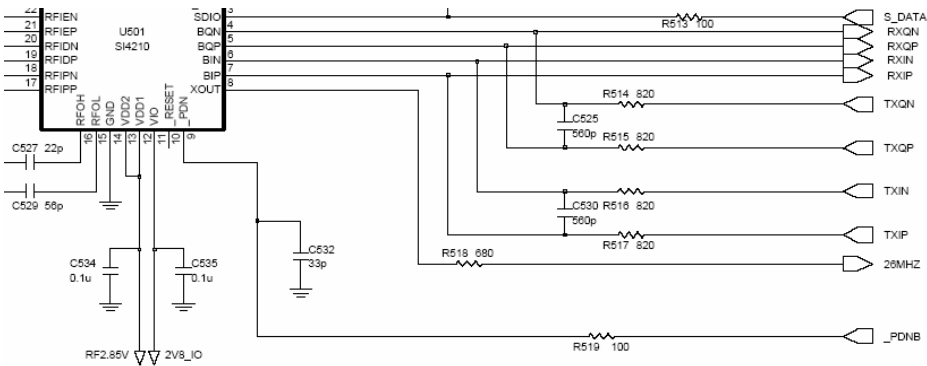 22 RFIEN SDIO 3 R513 100 S_DATA
21 RFIEP U501 BQN 4 RXQN
20 RFIDN SI4210 BQP 5 RXQP
19 RFIDP BIN 6 RXIN
18 RFIPN BIP 7 RXIP
17 RFIPP XOUT 8
R514 820 TXQN
RFOH RFOL GND VDD2 VDD1 VIO _RESET _PDN
16 15 14 13 12 11 10 9
C525
560p
C527 22p
R515 820 TXQP
TXIN
C529 56p
C530 R516 820
560p
TXIP
R517 820
C532
33p
R518 680
C534 C535
0.1u 0.1u
26MHZ
_PDNB
R519 100
RF2.85V 2V8_IO